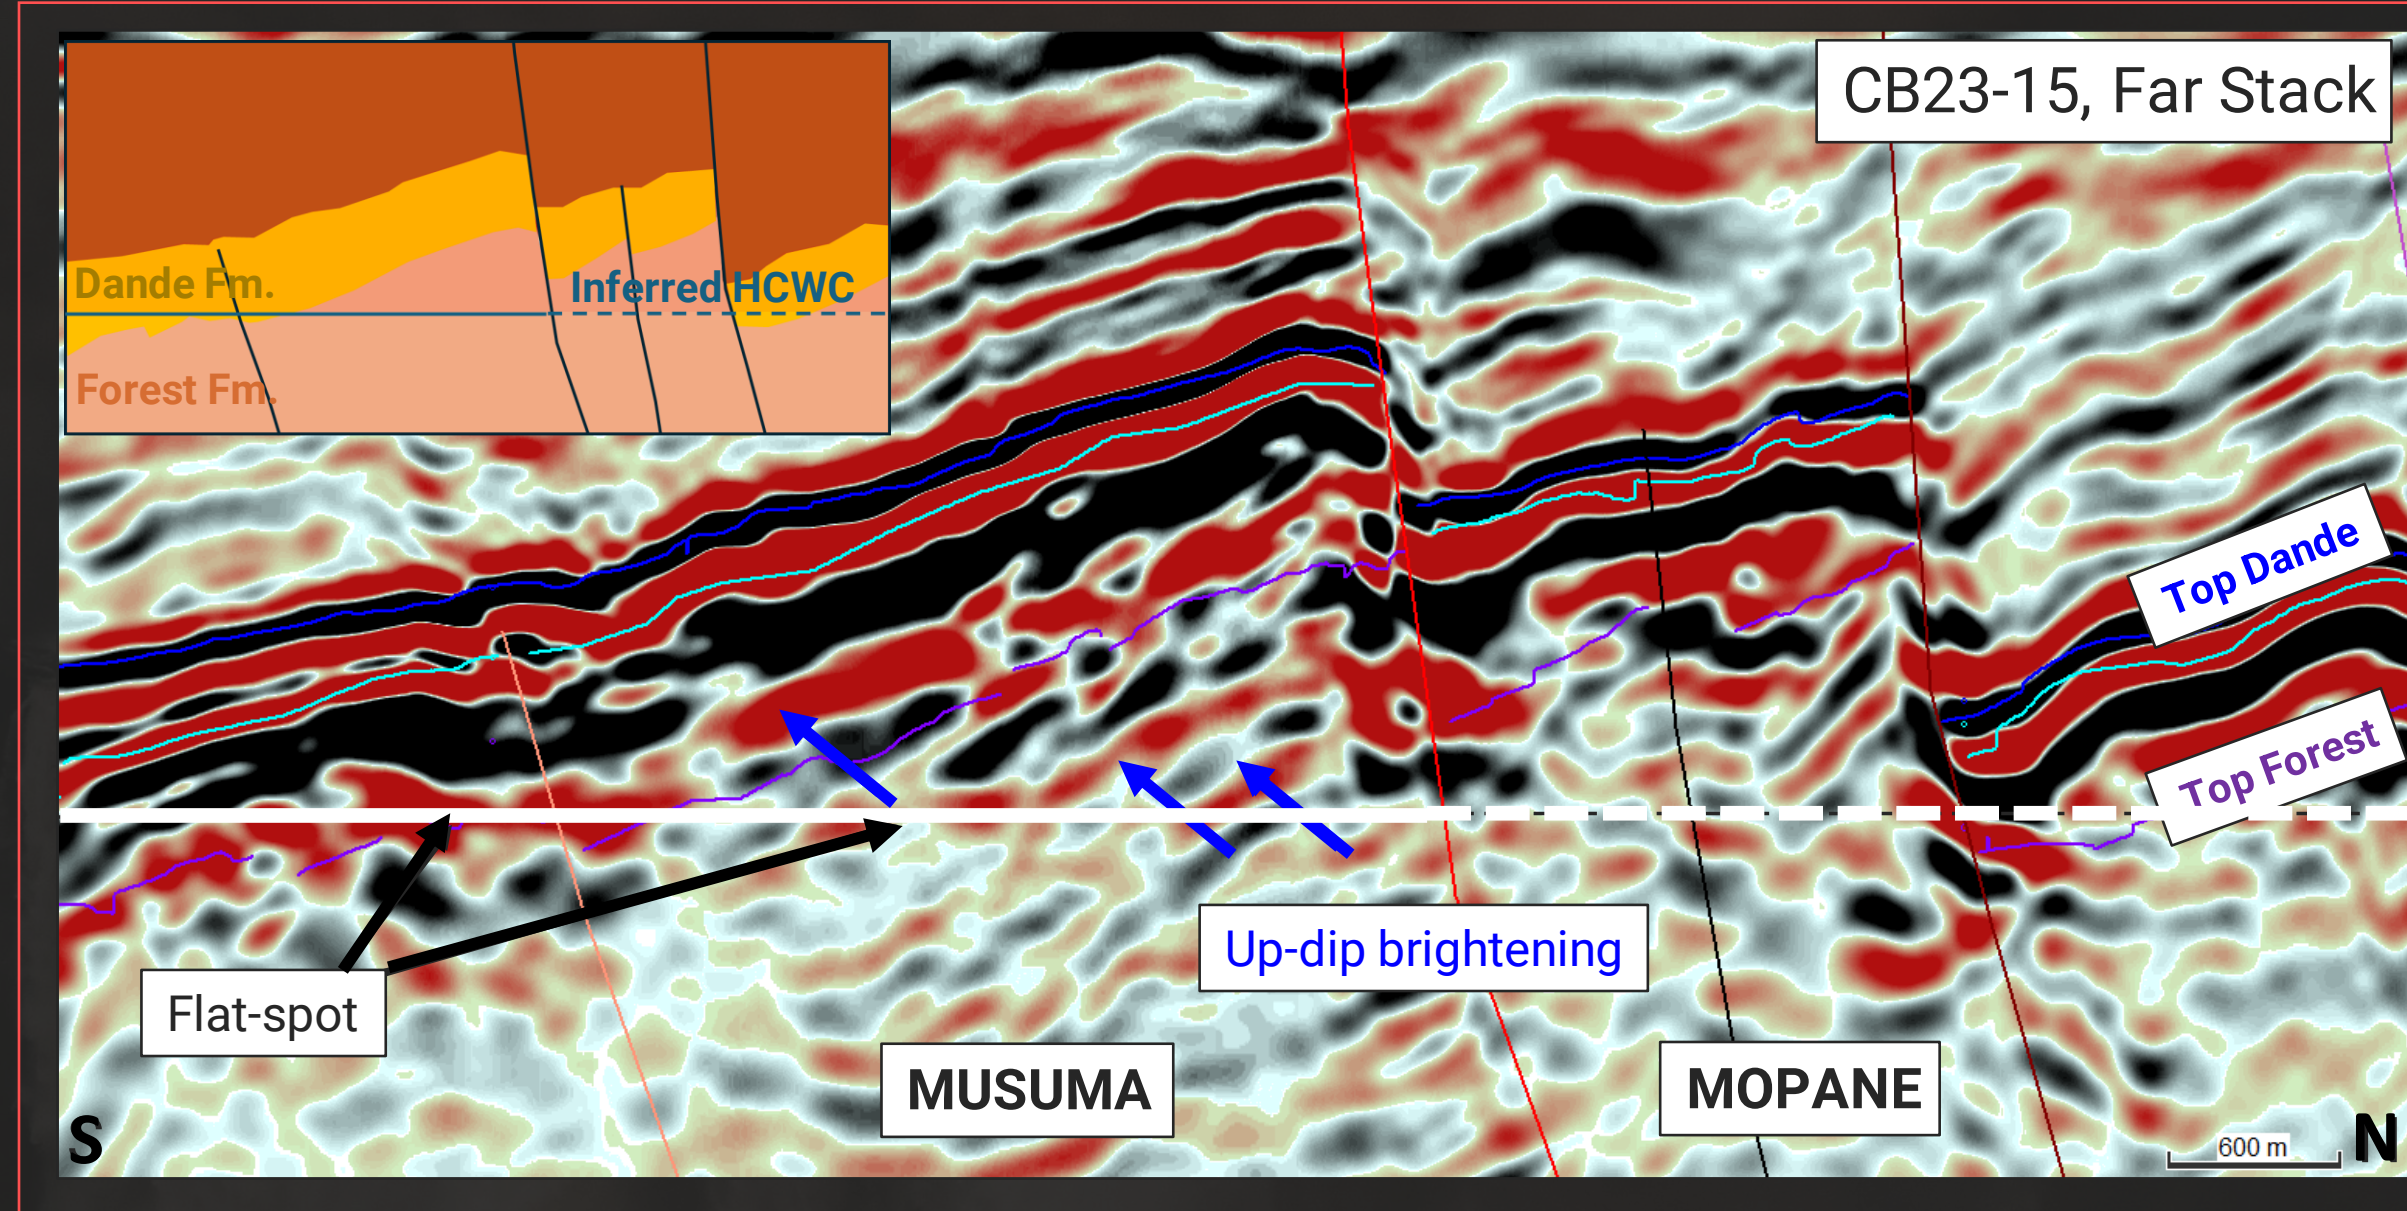 CB23-15, Far Stack
Dande Fm.
Inferred HCWC
Forest Fm.
Top Dande
Top Forest
Up-dip brightening
Flat-spot
MUSUMA
MOPANE
S
600 m
N